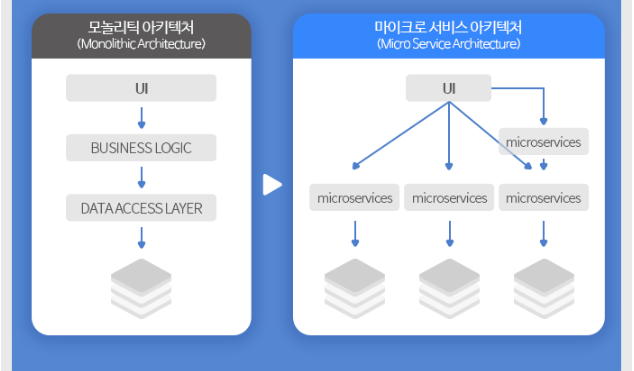 모놀리틱 아키텍처
(Monolithic Architecture)
UI
BUSINESS LOGIC
DATA ACCESS LAYER
마이크로 서비스 아키텍처
(Micro Service Architecture)
UI
microservices
microservices
microservices
microservices